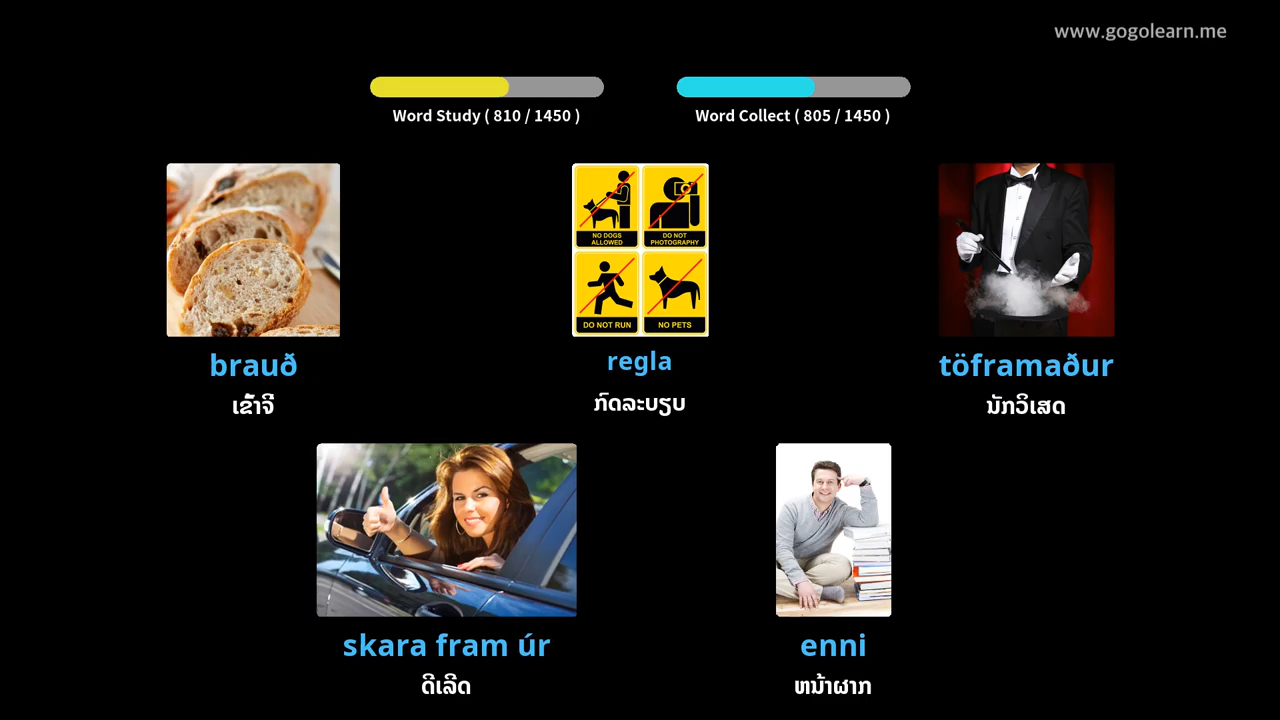 www.gogolearn.me
Word Study ( 810 / 1450 )
Word Collect ( 805 / 1450 )
NO DOGS
ALLOWED
DO NOT
PHOTOGRAPHY
DO NOT RUN
NO PETS
brauð
regla
töframaður
ເຂົ້າຈີ່
ກົດລະບຽບ
ນັກວິເສດ
skara fram úr
enni
ດີເລີດ
ຫນ້າຜາກ